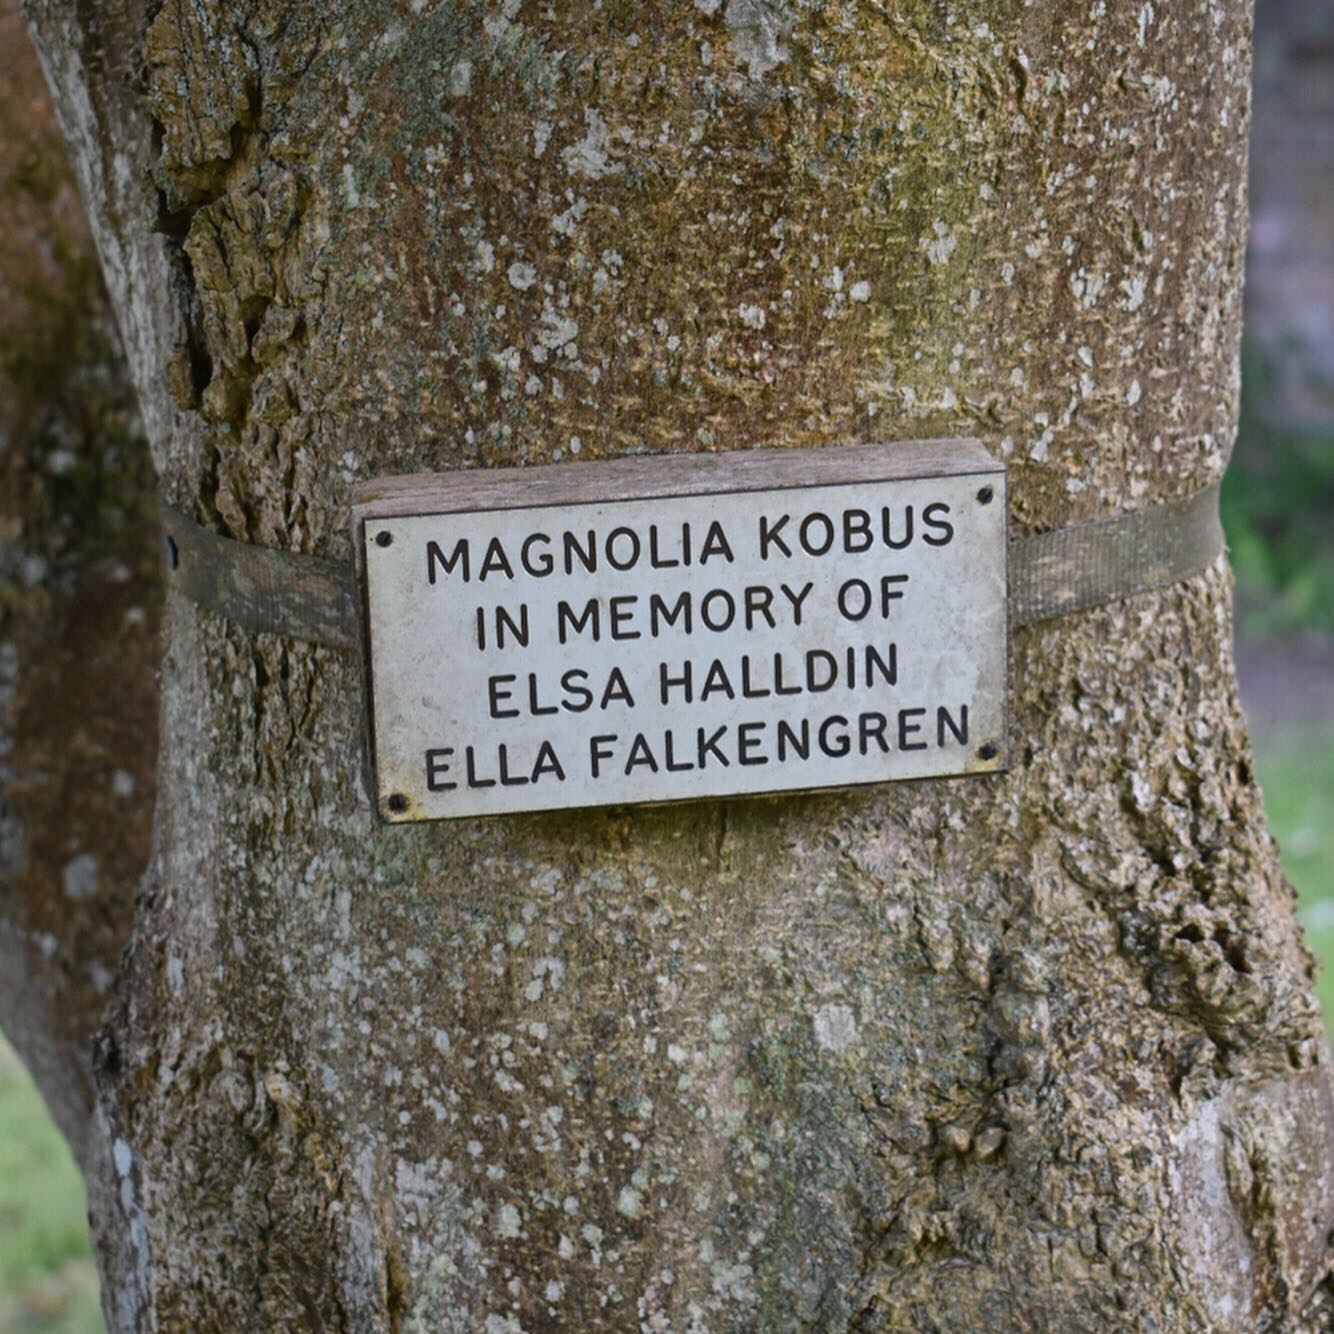 MAGNOLIA KOBUS
IN MEMORY OF
ELSA HALLDIN
ELLA FALKENGREN